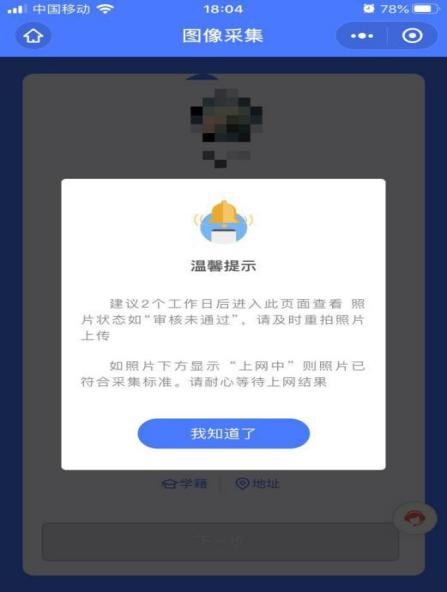 中国移动 18:04 78%
图像采集
温馨提示
建议2个工作日后进入此页面查看 照
片状态如“审核未通过”，请及时重拍照片
上传
如照片下方显示 “上网中” 则照片已
符合采集标准。请耐心等待上网结果
我知道了
学籍 地址
下一步